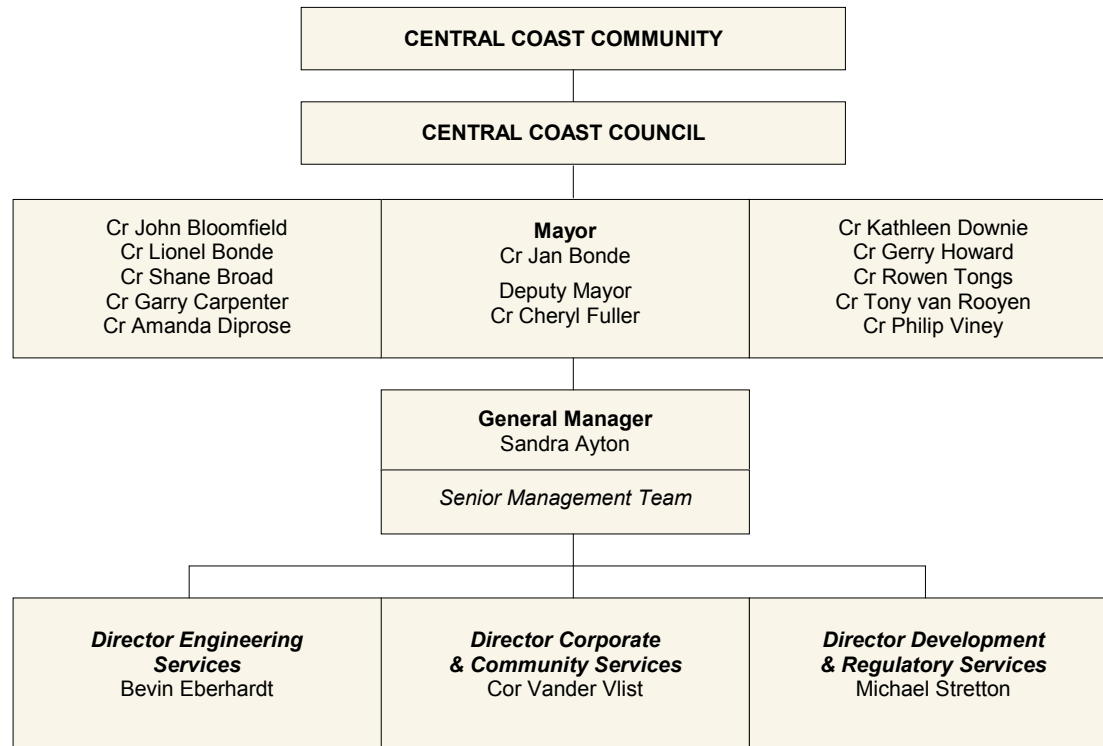 CENTRAL COAST COMMUNITY
CENTRAL COAST COUNCIL
Cr John Bloomfield
Cr Lionel Bonde
Cr Shane Broad
Cr Garry Carpenter
Cr Amanda Diprose
Mayor
Cr Jan Bonde
Deputy Mayor
Cr Cheryl Fuller
Cr Kathleen Downie
Cr Gerry Howard
Cr Rowen Tongs
Cr Tony van Rooyen
Cr Philip Viney
General Manager
Sandra Ayton
Senior Management Team
Director Engineering
Services
Bevin Eberhardt
Director Corporate
& Community Services
Cor Vander Vlist
Director Development
& Regulatory Services
Michael Stretton